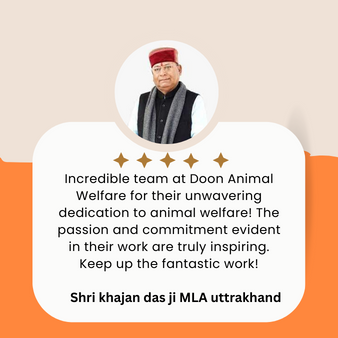 Incredible team at Doon Animal
Welfare for their unwavering
dedication to animal welfare! The
passion and commitment evident
in their work are truly inspiring.
Keep up the fantastic work!
Shri khajan das ji MLA uttrakhand